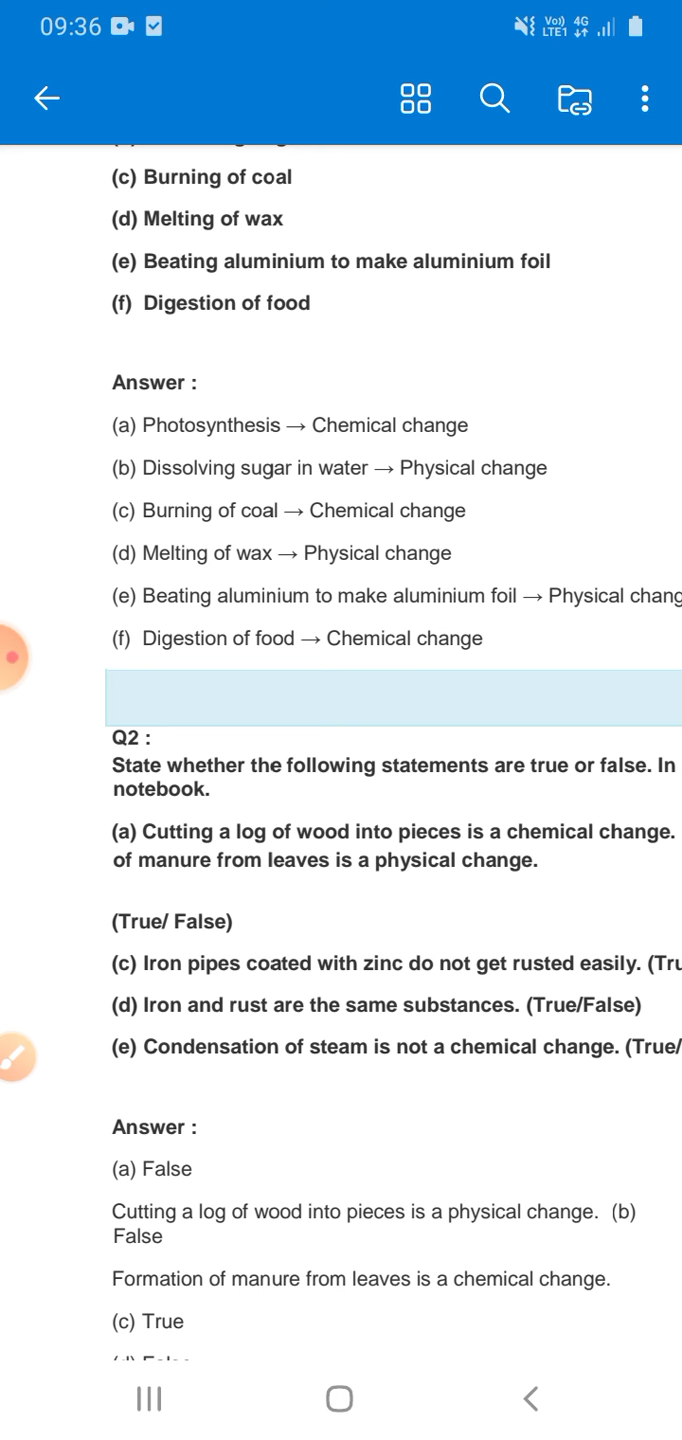 09:36
Vo)) 4G
LTE1
(c) Burning of coal
(d) Melting of wax
(e) Beating aluminium to make aluminium foil
(f) Digestion of food
Answer :
(a) Photosynthesis → Chemical change
(b) Dissolving sugar in water → Physical change
(c) Burning of coal → Chemical change
(d) Melting of wax → Physical change
(e) Beating aluminium to make aluminium foil → Physical chang
(f) Digestion of food → Chemical change
Q2 :
State whether the following statements are true or false. In
notebook.
(a) Cutting a log of wood into pieces is a chemical change.
of manure from leaves is a physical change.
(True/ False)
(c) Iron pipes coated with zinc do not get rusted easily. (Tru
(d) Iron and rust are the same substances. (True/False)
(e) Condensation of steam is not a chemical change. (True/
Answer :
(a) False
Cutting a log of wood into pieces is a physical change. (b)
False
Formation of manure from leaves is a chemical change.
(c) True